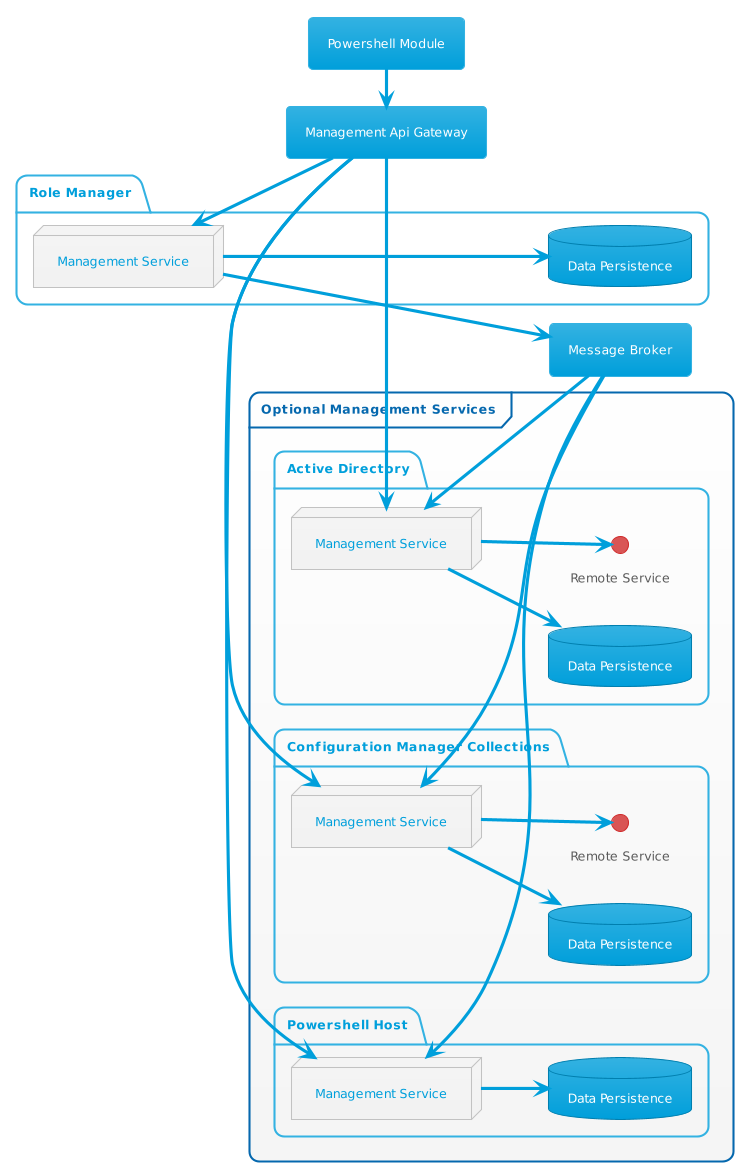 Powershell Module
Management Api Gateway
Role Manager
Management Service
Data Persistence
Message Broker
Optional Management Services
Active Directory
Management Service
Remote Service
Data Persistence
Configuration Manager Collections
Management Service
Remote Service
Data Persistence
Powershell Host
Management Service
Data Persistence